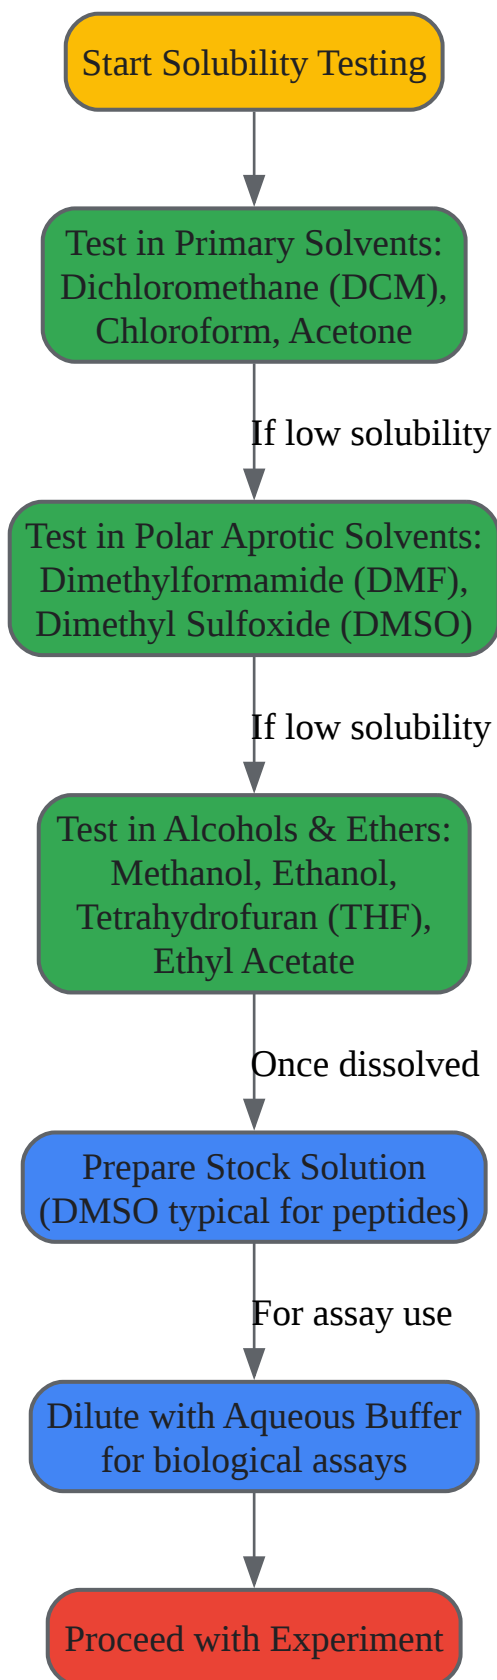 Start Solubility Testing
Test in Primary Solvents:
Dichloromethane (DCM),
Chloroform, Acetone
If low solubility
Test in Polar Aprotic Solvents:
Dimethylformamide (DMF),
Dimethyl Sulfoxide (DMSO)
If low solubility
Test in Alcohols & Ethers:
Methanol, Ethanol,
Tetrahydrofuran (THF),
Ethyl Acetate
Once dissolved
Prepare Stock Solution
(DMSO typical for peptides)
For assay use
Dilute with Aqueous Buffer
for biological assays
Proceed with Experiment